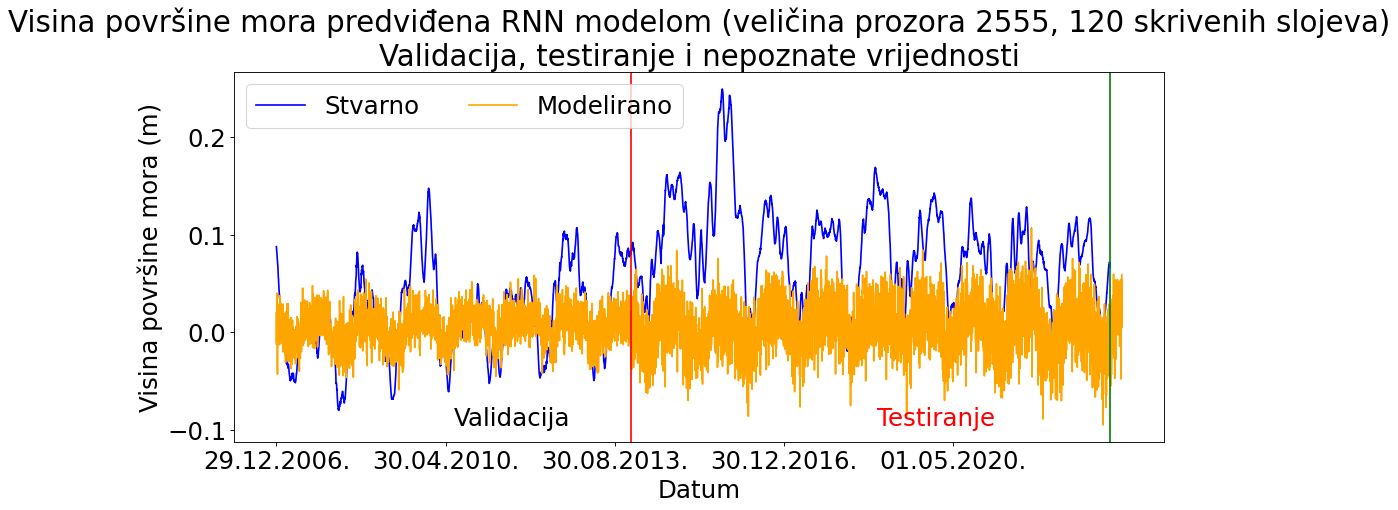 Visina površine mora predviđena RNN modelom (veličina prozora 2555, 120 skrivenih slojeva)
Validacija, testiranje i nepoznate vrijednosti
Stvarno
Modelirano
Visina površine mora (m)
0.2
0.1
0.0
−0.1
Validacija
Testiranje
29.12.2006.
30.04.2010.
30.08.2013.
30.12.2016.
01.05.2020.
Datum